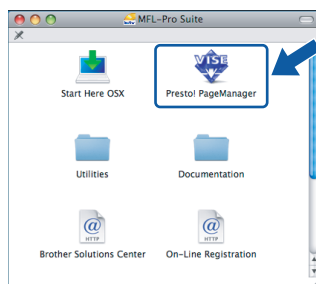 MFL-Pro Suite
VISE
Start Here OSX
Presto! PageManager
Utilities
Documentation
@
HTTP
@
HTTP
Brother Solutions Center
On-Line Registration